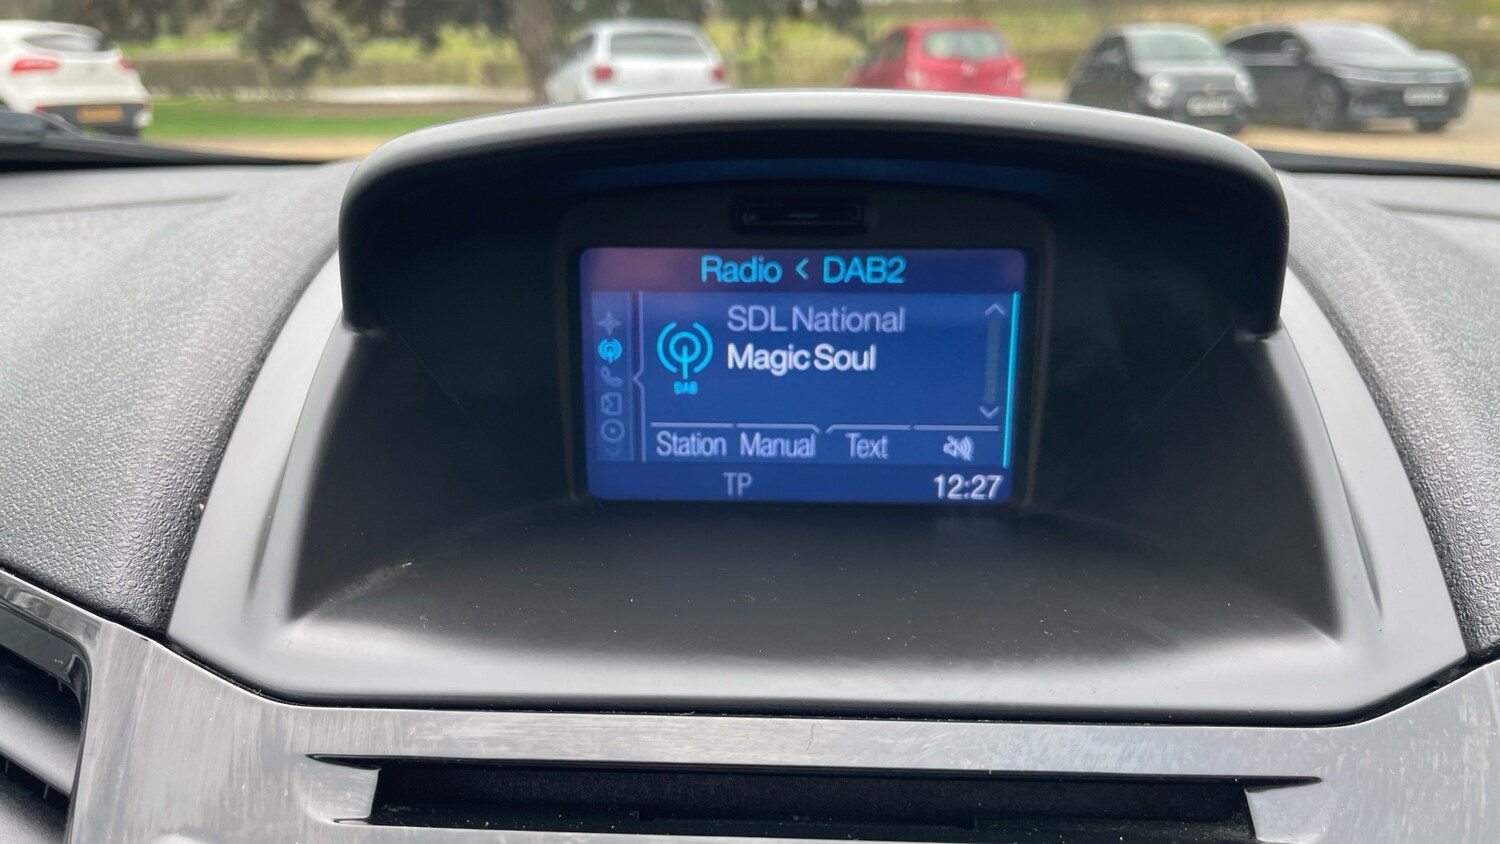 Radio < DAB2
SDL National
Magic Soul
DAB
Station Manual Text
TP 12:27